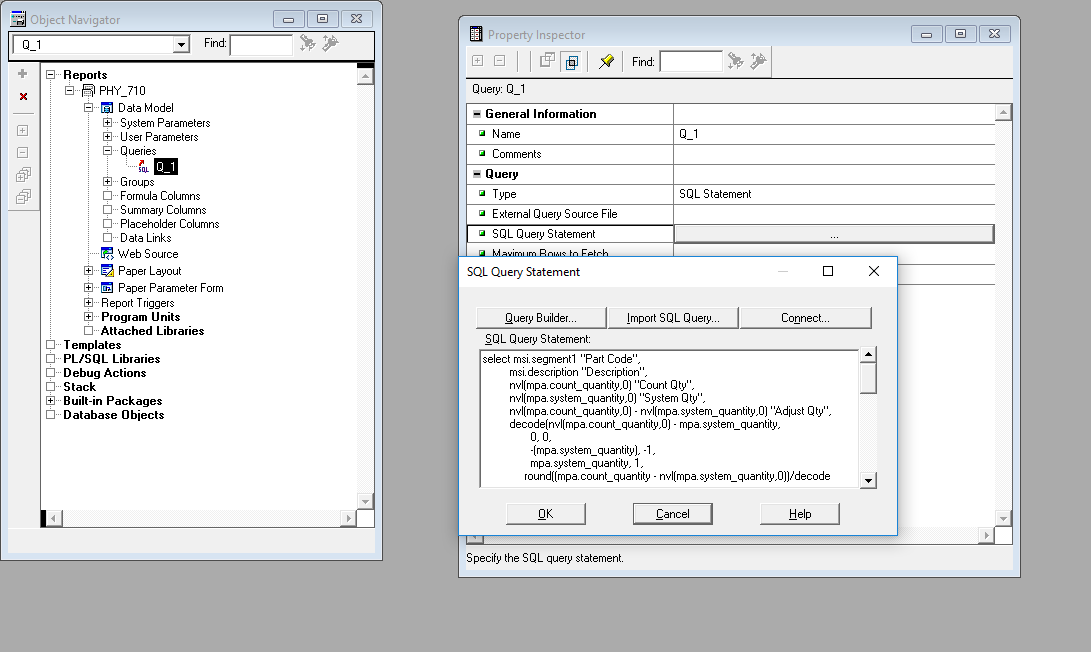 Object Navigator
Q_1
Find:
Reports
PHY_710
Data Model
System Parameters
User Parameters
Queries
SQL
Q_1
Groups
Formula Columns
Summary Columns
Placeholder Columns
Data Links
Web Source
Paper Layout
Paper Parameter Form
Report Triggers
Program Units
Attached Libraries
Templates
PL/SQL Libraries
Debug Actions
Stack
Built-in Packages
Database Objects
Property Inspector
Find:
Query: Q_1
General Information
Name Q_1
Comments
Query
Type SQL Statement
External Query Source File
SQL Query Statement ...
Maximum Rows to Fetch
SQL Query Statement
Query Builder... Import SQL Query... Connect...
SQL Query Statement:
select msi.segment1 "Part Code",
msi.description "Description",
nvl(mpa.count_quantity,0) "Count Qty",
nvl(mpa.system_quantity,0) "System Qty",
nvl(mpa.count_quantity,0) - nvl(mpa.system_quantity,0) "Adjust Qty",
decode(nvl(mpa.count_quantity,0) - mpa.system_quantity,
0, 0,
-(mpa.system_quantity), -1,
mpa.system_quantity, 1,
round((mpa.count_quantity - nvl(mpa.system_quantity,0))/decode
OK Cancel Help
Specify the SQL query statement.